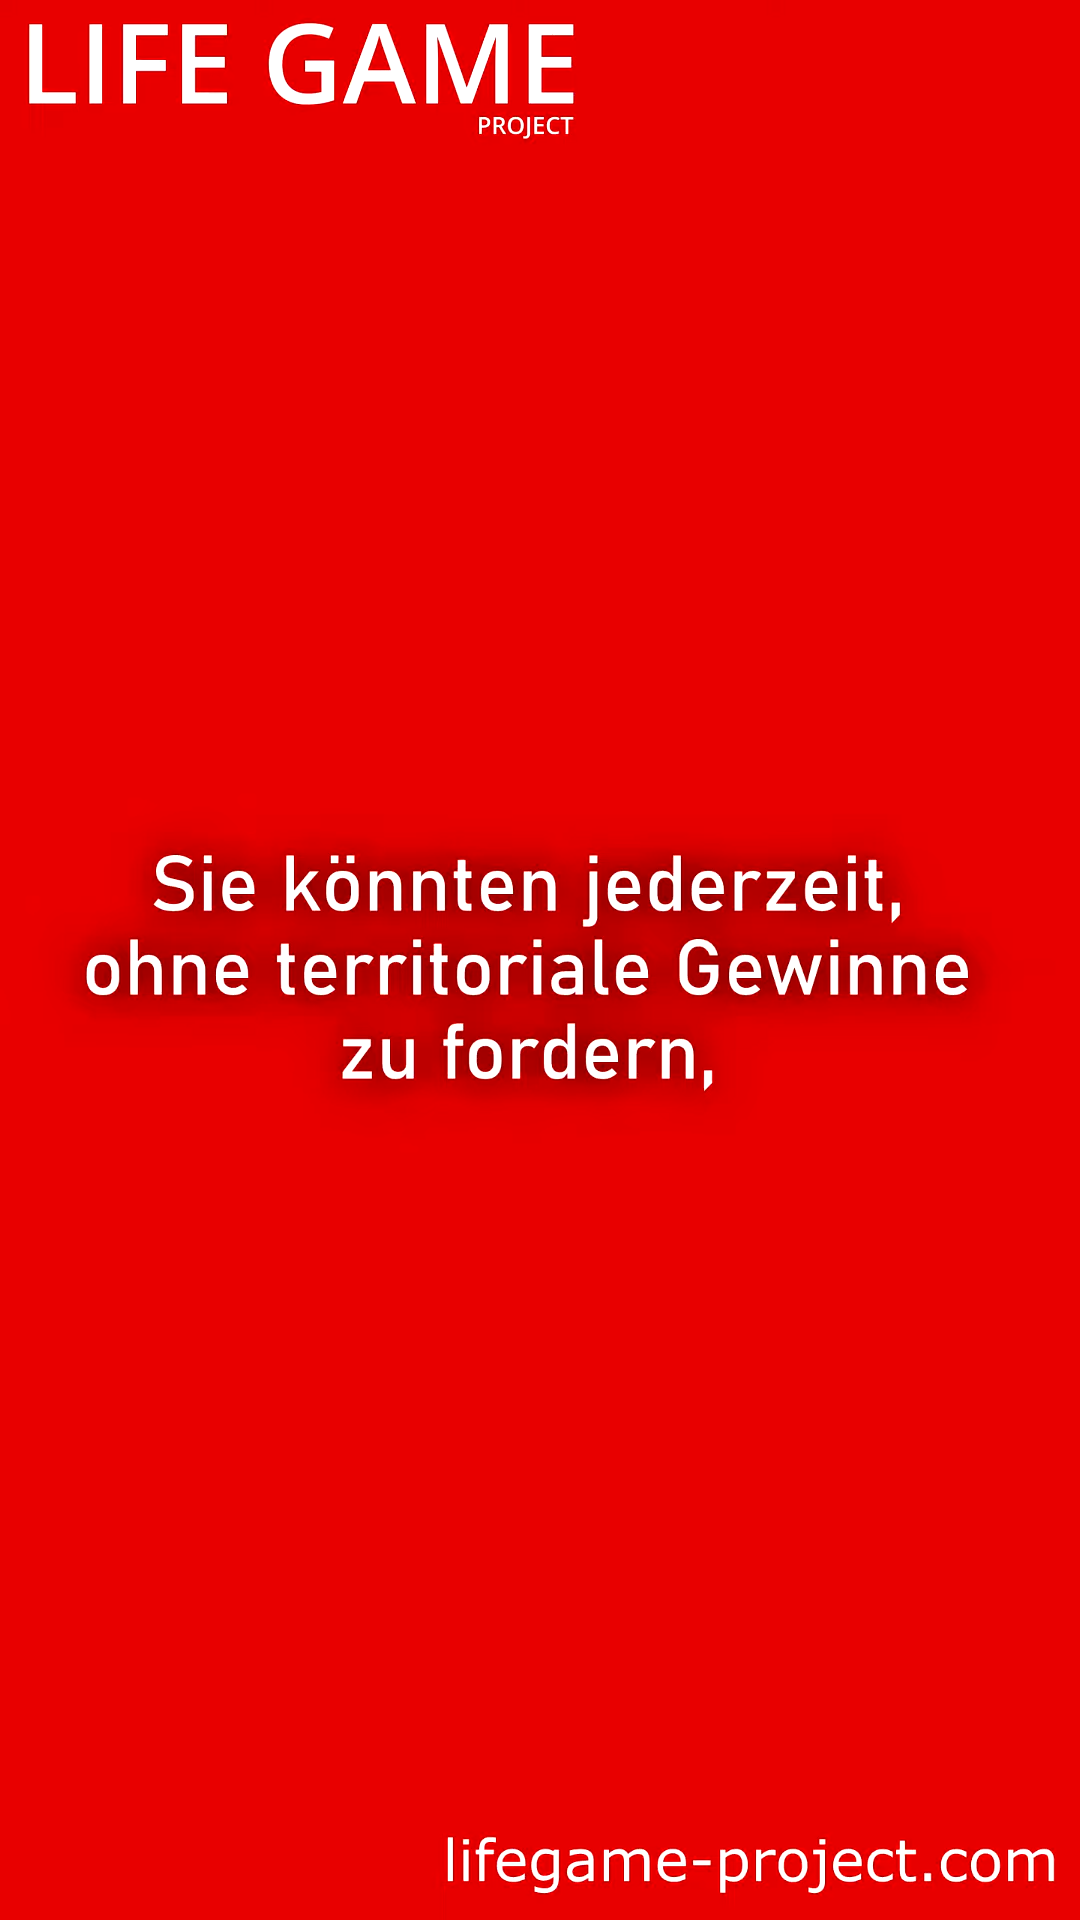 LIFE GAME
PROJECT
Sie könnten jederzeit,
ohne territoriale Gewinne
zu fordern,
lifegame-project.com